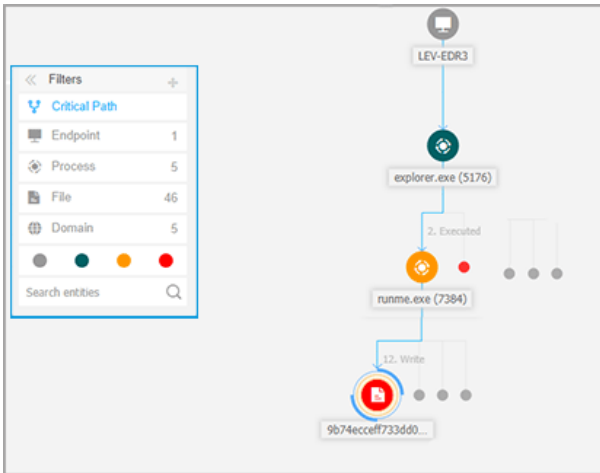 Filters
Critical Path
Endpoint 1
Process 5
File 46
Domain 5
Search entities
LEV-EDR3
explorer.exe (5176)
2. Executed
runme.exe (7384)
12. Write
9b74ecceff733dd0...